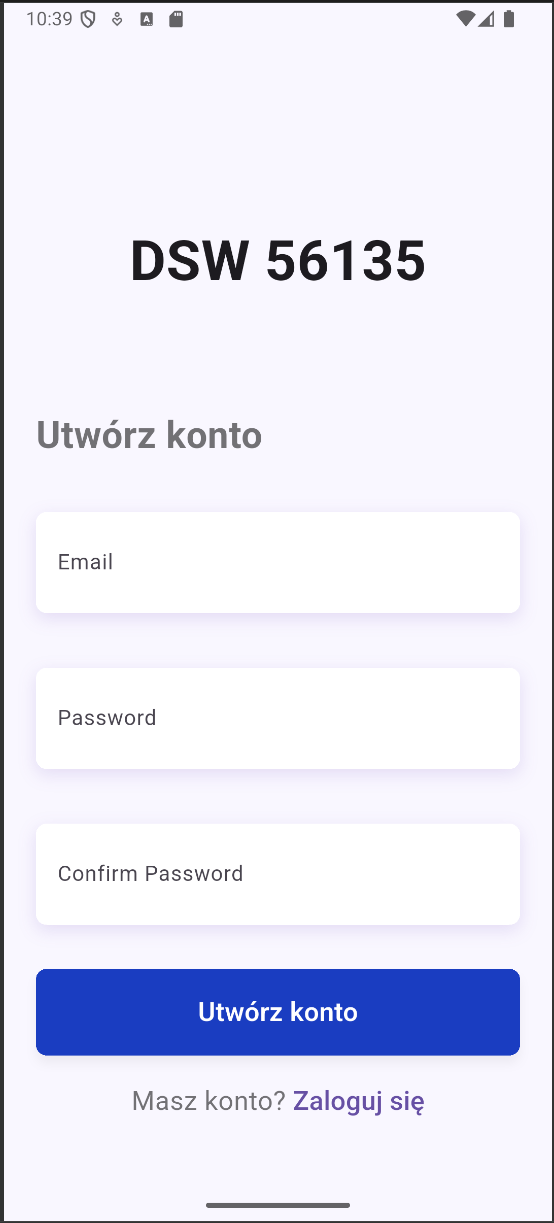 10:39
DSW 56135
Utwórz konto
Email
Password
Confirm Password
Utwórz konto
Masz konto? Zaloguj się